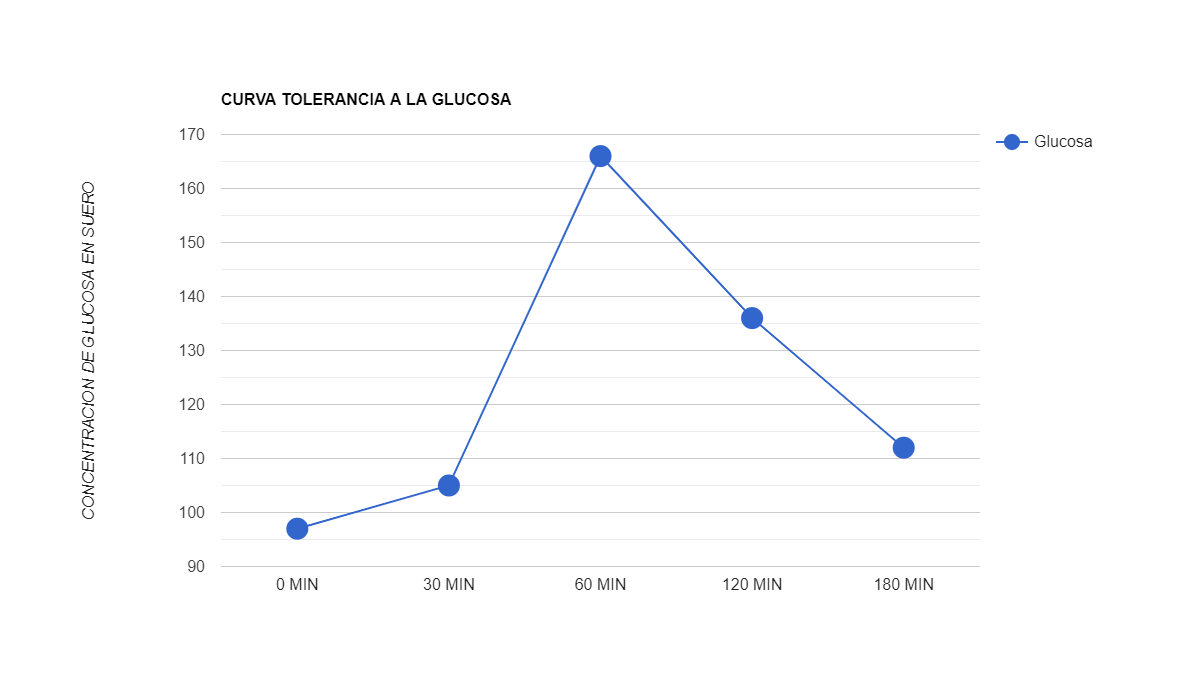 CURVA TOLERANCIA A LA GLUCOSA
Glucosa
CONCENTRACION DE GLUCOSA EN SUERO
170
160
150
140
130
120
110
100
90
0 MIN
30 MIN
60 MIN
120 MIN
180 MIN